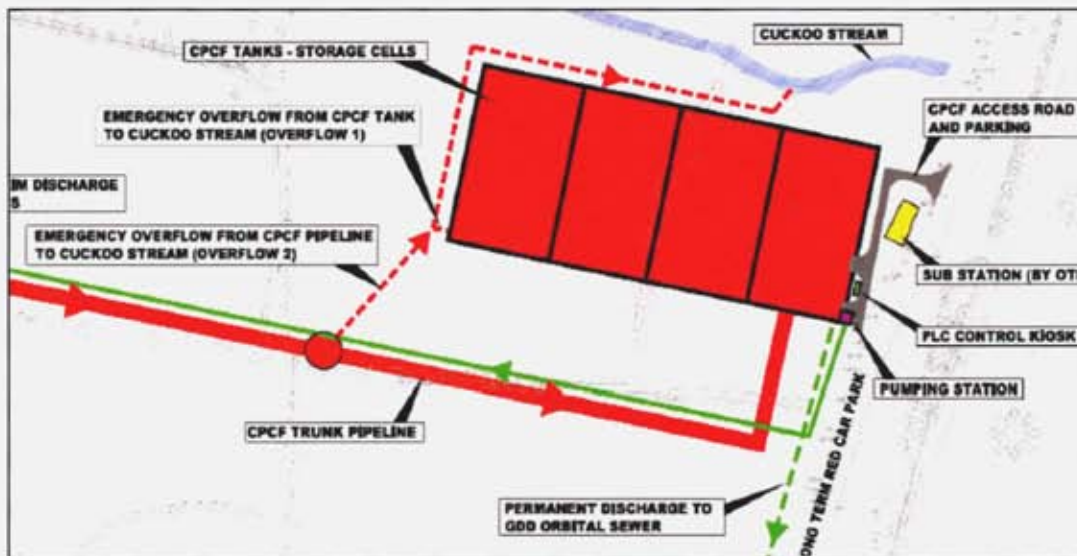 CPCF TANKS - STORAGE CELLS
CUCKOO STREAM
EMERGENCY OVERFLOW FROM CPCF TANK
TO CUCKOO STREAM (OVERFLOW 1)
CPCF ACCESS ROAD
AND PARKING
IM DISCHARGE
S
EMERGENCY OVERFLOW FROM CPCF PIPELINE
TO CUCKOO STREAM (OVERFLOW 2)
SUB STATION (BY OT
PLC CONTROL KIOSK
PUMPING STATION
CPCF TRUNK PIPELINE
PERMANENT DISCHARGE TO
GDD ORBITAL SEWER
ONG TERM RED CAR PARK